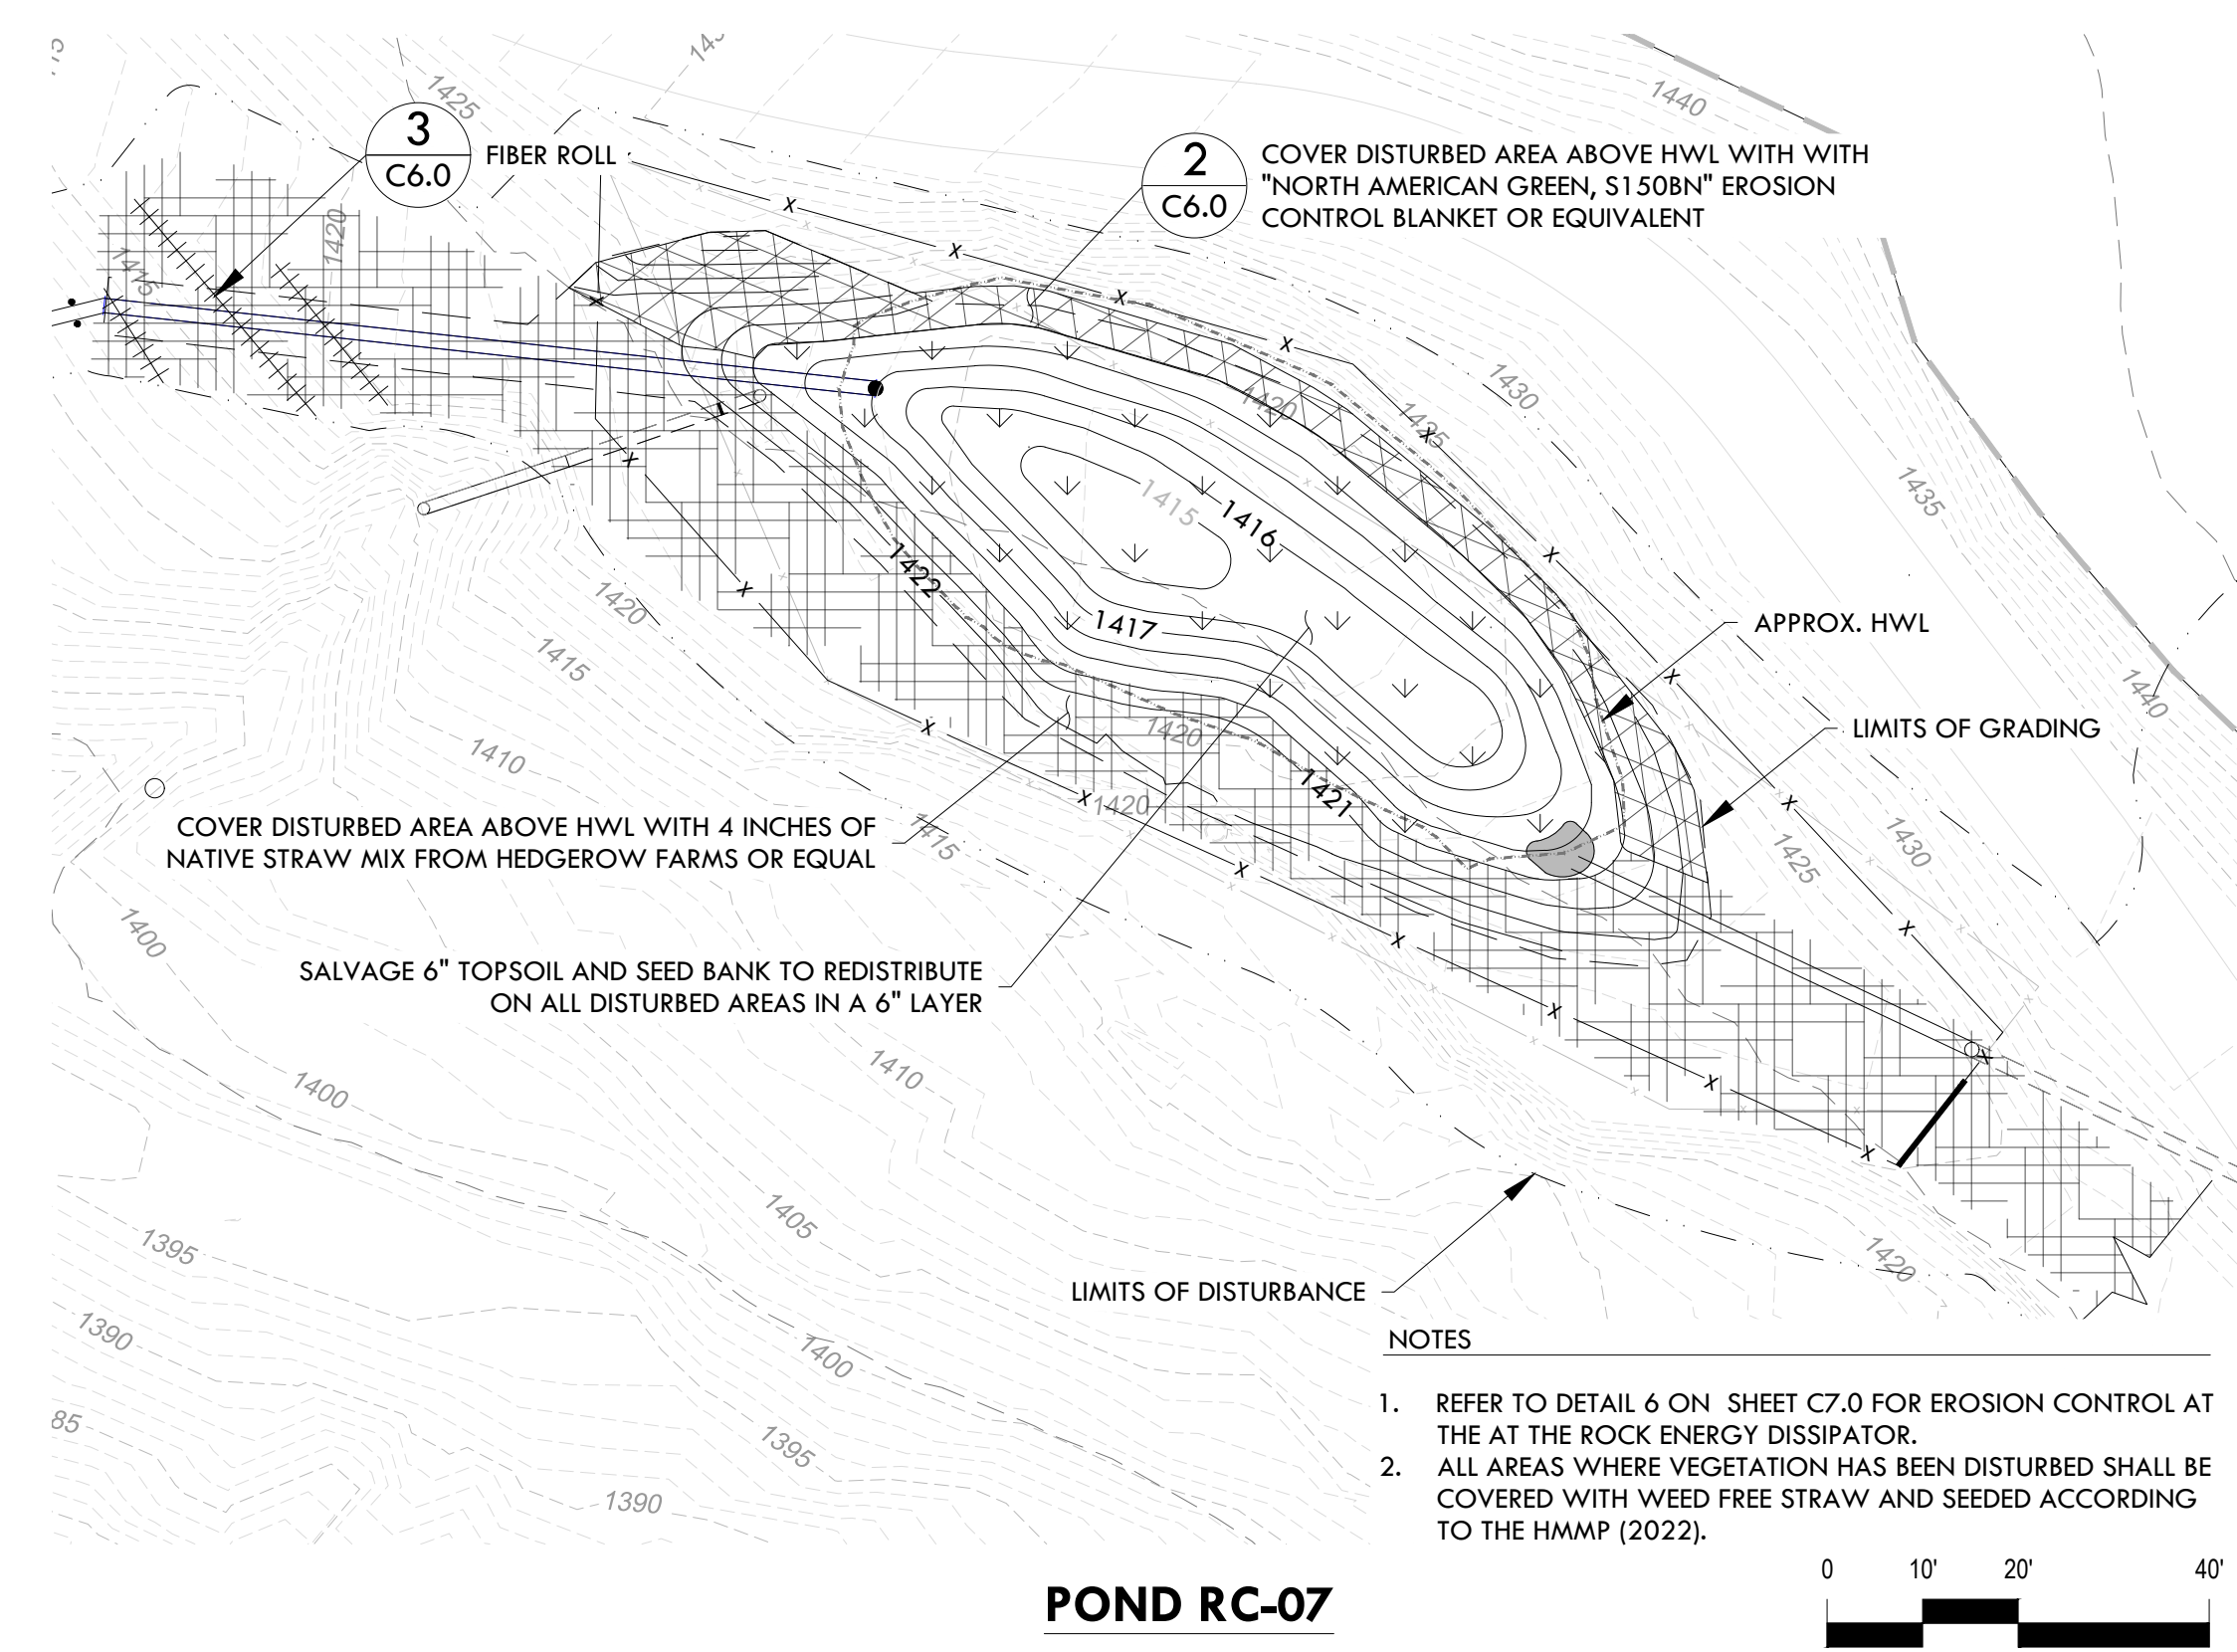 1425
1440
3
C6.0
FIBER ROLL
2
C6.0
COVER DISTURBED AREA ABOVE HWL WITH WITH
"NORTH AMERICAN GREEN, S150BN" EROSION
CONTROL BLANKET OR EQUIVALENT
1420
1415
1430
1420
1425
1435
1415
1416
1422
1420
1415
1417
APPROX. HWL
1440
LIMITS OF GRADING
1420
1410
1421
1420
COVER DISTURBED AREA ABOVE HWL WITH 4 INCHES OF
NATIVE STRAW MIX FROM HEDGEROW FARMS OR EQUAL
1415
1425
1430
1400
SALVAGE 6" TOPSOIL AND SEED BANK TO REDISTRIBUTE
ON ALL DISTURBED AREAS IN A 6" LAYER
1410
1400
1405
1395
1420
LIMITS OF DISTURBANCE
1390
1400
NOTES
1. REFER TO DETAIL 6 ON SHEET C7.0 FOR EROSION CONTROL AT
THE AT THE ROCK ENERGY DISSIPATOR.
2. ALL AREAS WHERE VEGETATION HAS BEEN DISTURBED SHALL BE
COVERED WITH WEED FREE STRAW AND SEEDED ACCORDING
TO THE HMMP (2022).
85
1395
1390
POND RC-07
0 10' 20' 40'